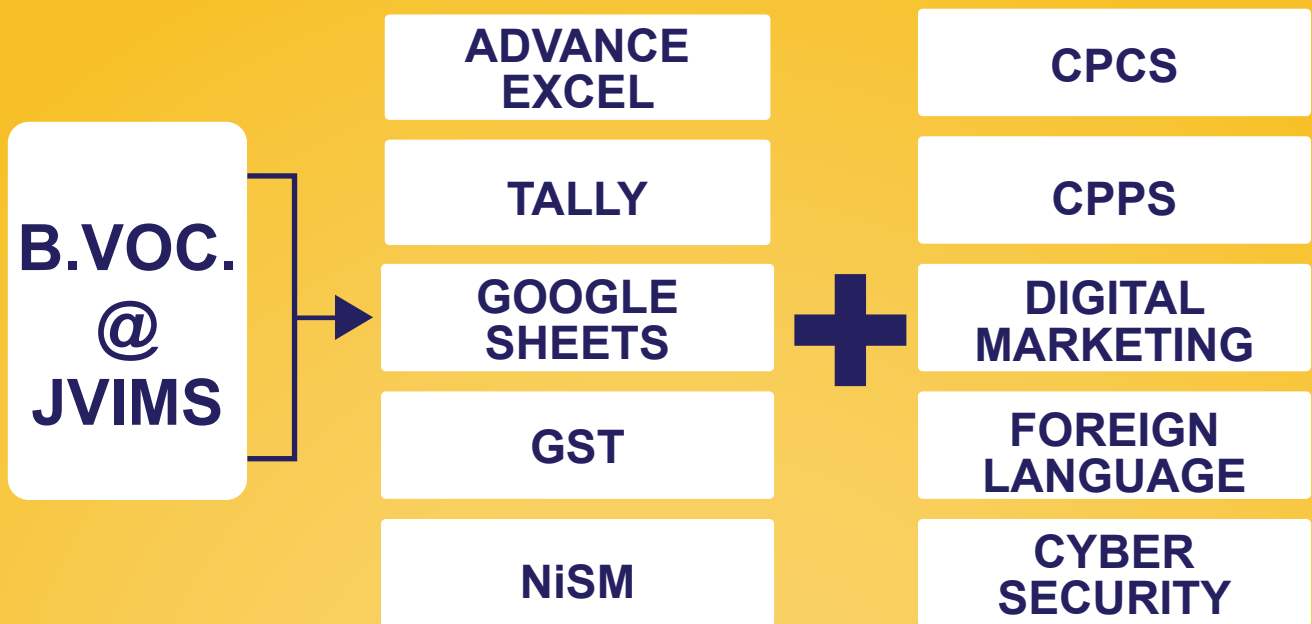 B.VOC.
@
JVIMS
ADVANCE
EXCEL
TALLY
GOOGLE
SHEETS
GST
NiSM
CPCS
CPPS
DIGITAL
MARKETING
FOREIGN
LANGUAGE
CYBER
SECURITY